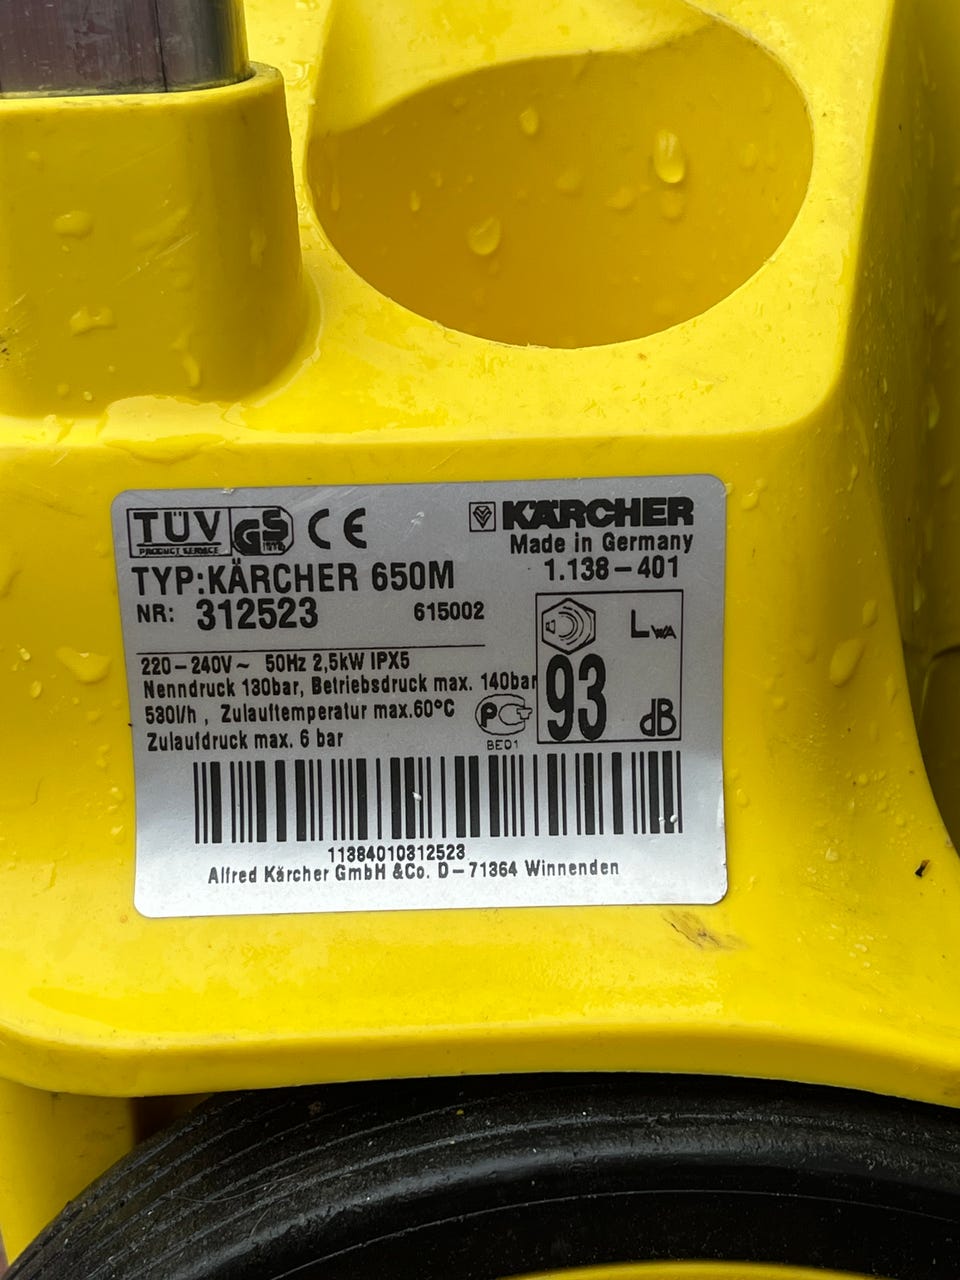 TÜV
PRODUCT SERVICE
GS
CE
KÄRCHER
Made in Germany
TYP:KÄRCHER 650M
1.138-401
NR: 312523 615002
LWA
93 dB
220-240V~ 50Hz 2,5kW IPX5
Nenndruck 130bar, Betriebsdruck max. 140bar
530l/h , Zulauftemperatur max.60°C
Zulaufdruck max. 6 bar
BE01
11384010312523
Alfred Kärcher GmbH &Co. D-71364 Winnenden